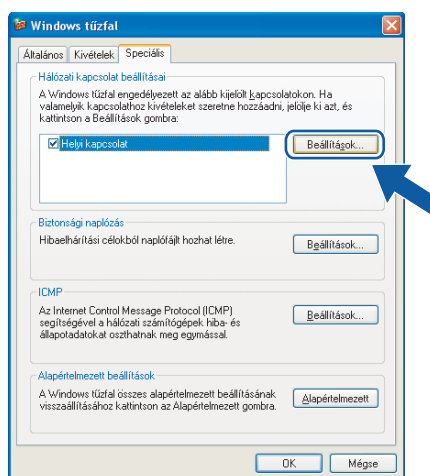 Windows tűzfal
Általános Kivételek Speciális
Hálózati kapcsolat beállításai
A Windows tűzfal engedélyezett az alább kijelölt kapcsolatokon. Ha
valamelyik kapcsolathoz kivételeket szeretne hozzáadni, jelölje ki azt, és
kattintson a Beállítások gombra:
Helyi kapcsolat
Beállítások...
Biztonsági naplózás
Hibaelhárítási célokból naplófájlt hozhat létre.
Beállítások...
ICMP
Az Internet Control Message Protocol (ICMP)
segítségével a hálózati számítógépek hiba- és
állapotadatokat oszthatnak meg egymással.
Beállítások...
Alapértelmezett beállítások
A Windows tűzfal összes alapértelmezett beállításának
visszaállításához kattintson az Alapértelmezett gombra.
Alapértelmezett
OK Mégse